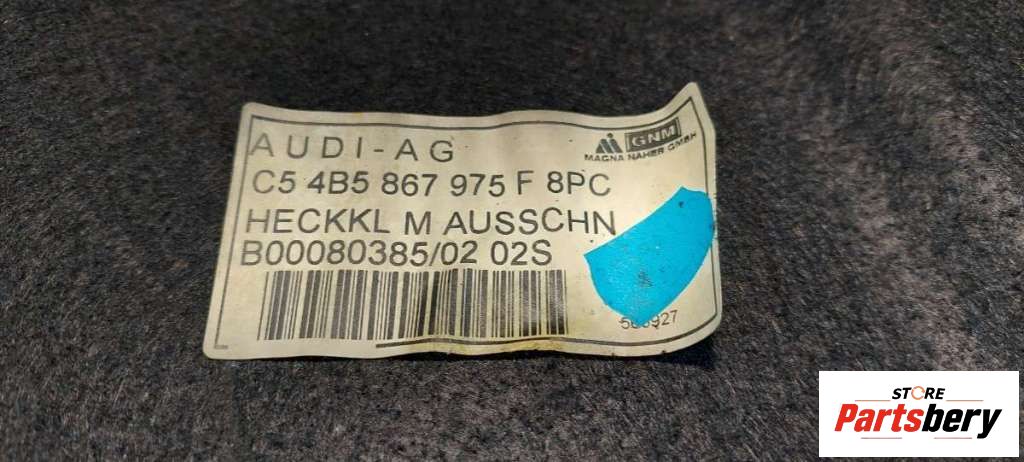 AUDI-AG
GNM
MAGNA NAHER GMBH
C5 4B5 867 975 F 8PC
HECKKL M AUSSCHN
B00080385/02 02S
STORE
Partsbery